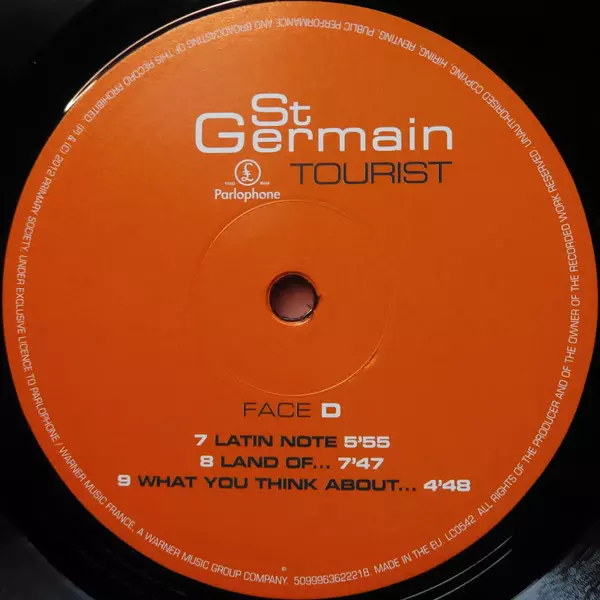 St
Germain
TOURIST
TRADE MARK
£
Parlophone
FACE D
7 LATIN NOTE 5'55
8 LAND OF... 7'47
9 WHAT YOU THINK ABOUT... 4'48
(P) & (C) 2012 PRIMARY SOCIETY. UNDER EXCLUSIVE LICENCE TO PARLOPHONE / WARNER MUSIC FRANCE, A WARNER MUSIC GROUP COMPANY. 5099963622218. MADE IN THE EU. LC0542. ALL RIGHTS OF THE PRODUCER AND OF THE OWNER OF THE RECORDED WORK RESERVED. UNAUTHORISED COPYING, HIRING, RENTING, PUBLIC PERFORMANCE AND BROADCASTING OF THIS RECORD PROHIBITED.